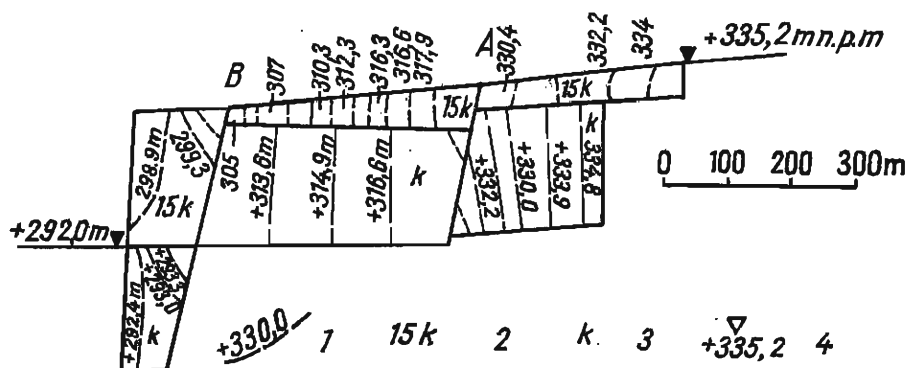 +335,2 m n.p.m
A
330,4
332,2
334
B
307
310,3
312,3
316,3
316,6
317,9
15k
15k
298,9m
299,3
15k
305
+313,6m
+314,9m
+316,6m
k
+332,2
+330,0
+333,9
k 334,8
0 100 200 300m
+292,0m
+292,4m
k
+330,0 1 15k 2 k 3 +335,2 4